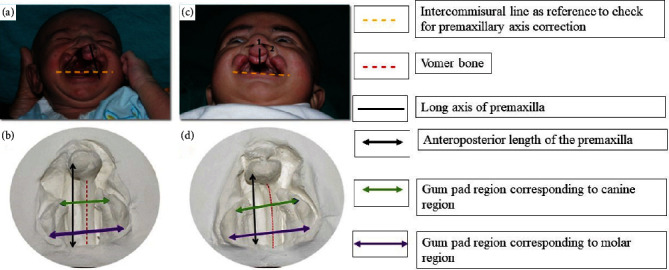 (a)
(c)
(b)
(d)
Intercommisural line as reference to check
for premaxillary axis correction
Vomer bone
Long axis of premaxilla
Anteroposterior length of the premaxilla
Gum pad region corresponding to canine
region
Gum pad region corresponding to molar
region